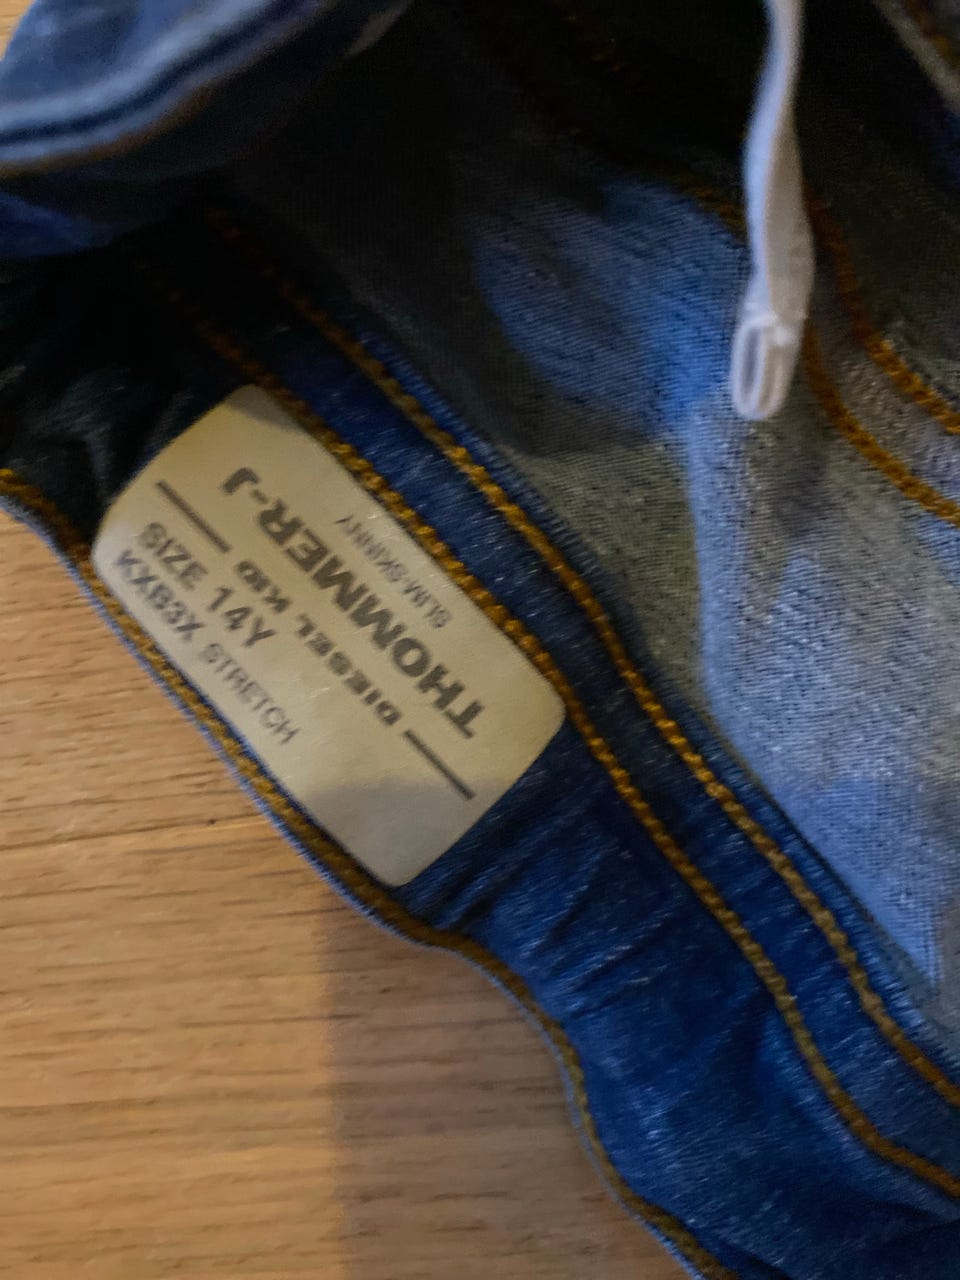 SLIM-SKINNY
THOMMER-J
DIESEL KID
SIZE 14Y
KXB3X STRETCH